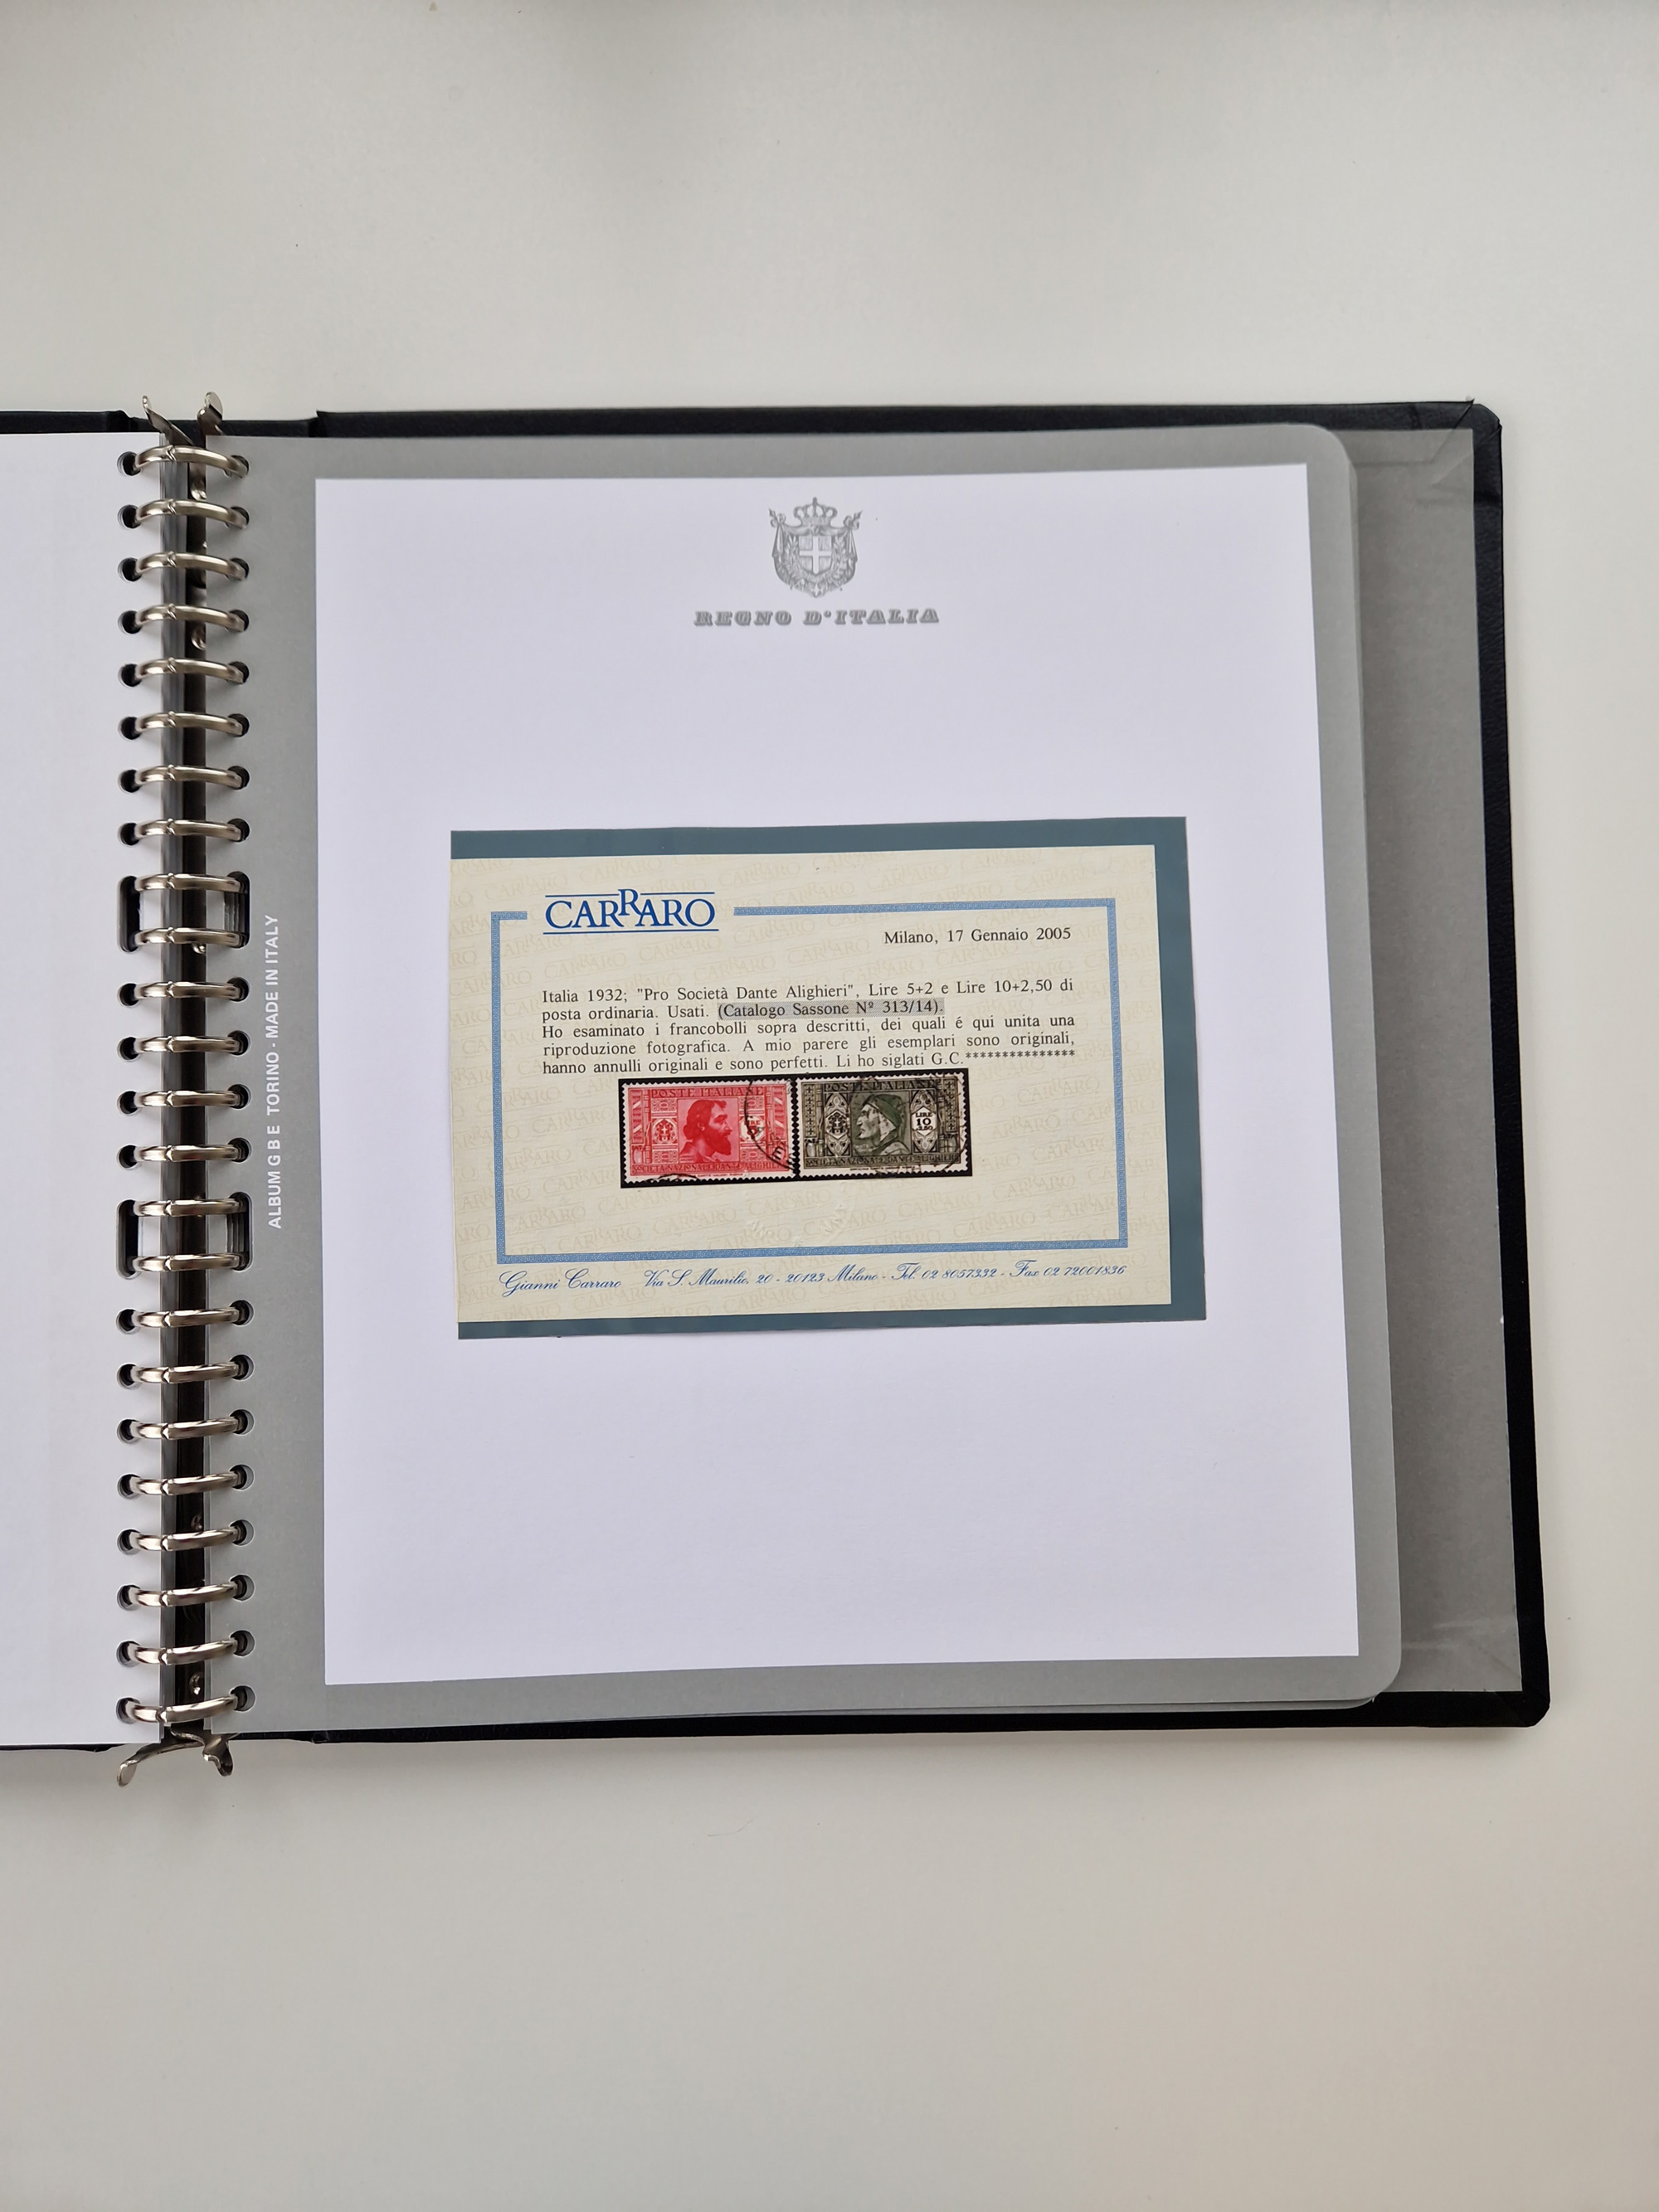 REGNO D'ITALIA
CARRARO
Milano, 17 Gennaio 2005
Italia 1932; "Pro Società Dante Alighieri", Lire 5+2 e Lire 10+2,50 di
posta ordinaria. Usati. (Catalogo Sassone Nº 313/14).
Ho esaminato i francobolli sopra descritti, dei quali é qui unita una
riproduzione fotografica. A mio parere gli esemplari sono originali,
hanno annulli originali e sono perfetti. Li ho siglati G.C.***************
POSTE ITALIANE
POSTE ITALIANE
LIRE
10
Gianni Carraro Via S. Maurilio, 20 - 20123 Milano - Tel. 02 8057332 - Fax 02 72001836
ALBUM G B E TORINO - MADE IN ITALY